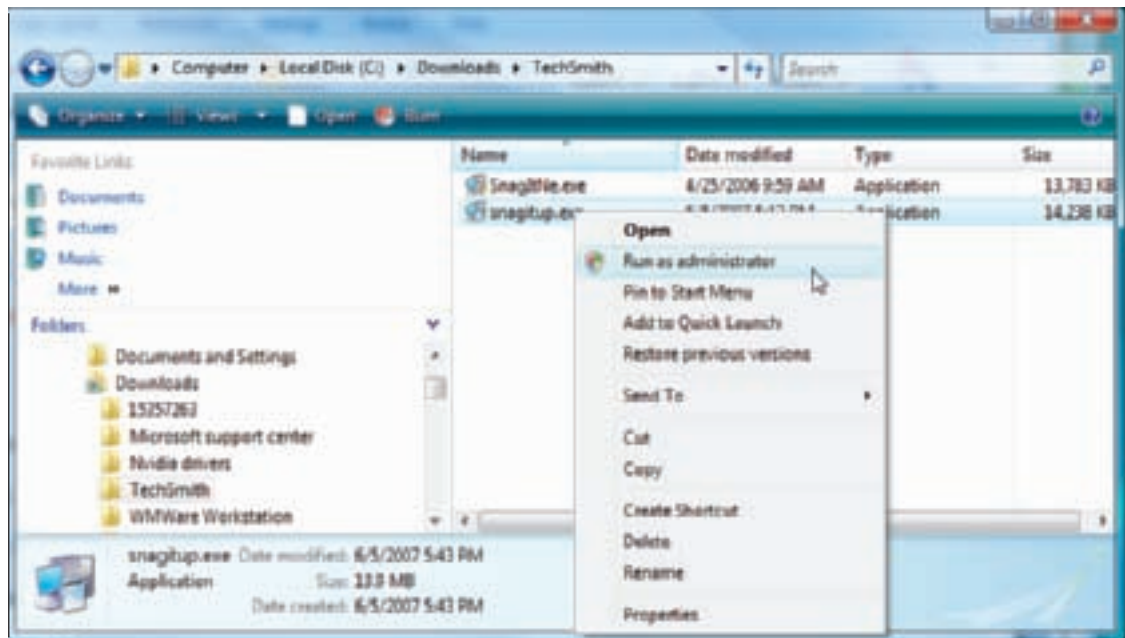 Computer ▸ Local Disk (C:) ▸ Downloads ▸ TechSmith
Search
Organize Views Open Burn
Favorite Links
Documents
Pictures
Music
More »
Folders
Documents and Settings
Downloads
15357263
Microsoft support center
Nvidia drivers
TechSmith
WMWare Workstation
Name Date modified Type Size
SnagItfile.exe 4/25/2006 9:59 AM Application 13,783 KB
snagitup.exe 14,238 KB
Open
Run as administrator
Pin to Start Menu
Add to Quick Launch
Restore previous versions
Send To
Cut
Copy
Create Shortcut
Delete
Rename
Properties
snagitup.exe Date modified: 6/5/2007 5:43 PM
Application Size: 13.9 MB
Date created: 6/5/2007 5:43 PM